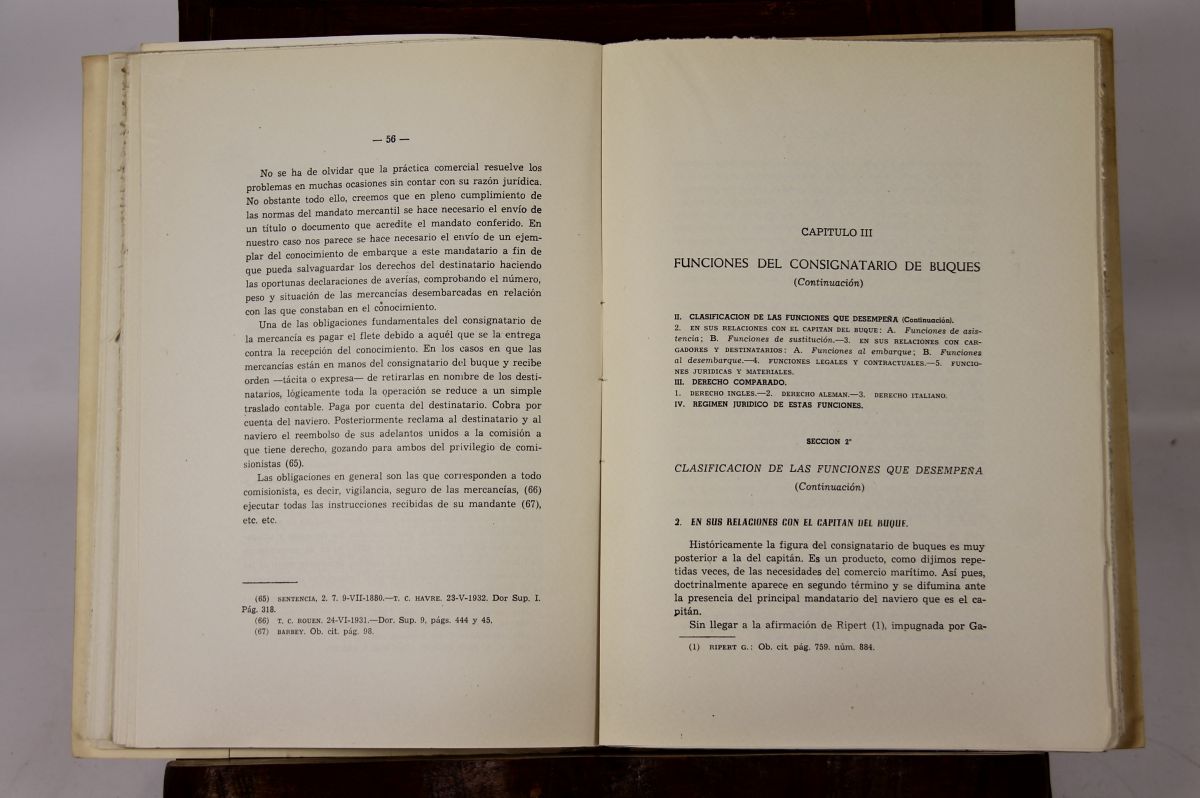 — 56 —
No se ha de olvidar que la práctica comercial resuelve los
problemas en muchas ocasiones sin contar con su razón jurídica.
No obstante todo ello, creemos que en pleno cumplimiento de
las normas del mandato mercantil se hace necesario el envío de
un título o documento que acredite el mandato conferido. En
nuestro caso nos parece se hace necesario el envío de un ejem-
plar del conocimiento de embarque a este mandatario a fin de
que pueda salvaguardar los derechos del destinatario haciendo
las oportunas declaraciones de averías, comprobando el número,
peso y situación de las mercancías desembarcadas en relación
con las que constaban en el conocimiento.
Una de las obligaciones fundamentales del consignatario de
la mercancía es pagar el flete debido a aquél que se la entrega
contra la recepción del conocimiento. En los casos en que las
mercancías están en manos del consignatario del buque y recibe
orden —tácita o expresa— de retirarlas en nombre de los desti-
natarios, lógicamente toda la operación se reduce a un simple
traslado contable. Paga por cuenta del destinatario. Cobra por
cuenta del naviero. Posteriormente reclama al destinatario y al
naviero el reembolso de sus adelantos unidos a la comisión a
que tiene derecho, gozando para ambos del privilegio de comi-
sionistas (65).
Las obligaciones en general son las que corresponden a todo
comisionista, es decir, vigilancia, seguro de las mercancías, (66)
ejecutar todas las instrucciones recibidas de su mandante (67),
etc. etc.
(65) SENTENCIA, 2. 7. 9-VII-1880.—T. C. HAVRE. 23-V-1932. Dor Sup. I.
Pág. 318.
(66) T. C. ROUEN. 24-VI-1931.—Dor. Sup. 9, págs. 444 y 45.
(67) BARBEY. Ob. cit. pág. 98.
CAPITULO III
FUNCIONES DEL CONSIGNATARIO DE BUQUES
(Continuación)
II. CLASIFICACION DE LAS FUNCIONES QUE DESEMPEÑA (Continuación).
2. EN SUS RELACIONES CON EL CAPITAN DEL BUQUE: A. Funciones de asis-
tencia; B. Funciones de sustitución.—3. EN SUS RELACIONES CON CAR-
GADORES Y DESTINATARIOS: A. Funciones al embarque; B. Funciones
al desembarque.—4. FUNCIONES LEGALES Y CONTRACTUALES.—5. FUNCIO-
NES JURIDICAS Y MATERIALES.
III. DERECHO COMPARADO.
1. DERECHO INGLES.—2. DERECHO ALEMAN.—3. DERECHO ITALIANO.
IV. REGIMEN JURIDICO DE ESTAS FUNCIONES.
SECCION 2ª
CLASIFICACION DE LAS FUNCIONES QUE DESEMPEÑA
(Continuación)
2. EN SUS RELACIONES CON EL CAPITAN DEL BUQUE.
Históricamente la figura del consignatario de buques es muy
posterior a la del capitán. Es un producto, como dijimos repe-
tidas veces, de las necesidades del comercio marítimo. Así pues,
doctrinalmente aparece en segundo término y se difumina ante
la presencia del principal mandatario del naviero que es el ca-
pitán.
Sin llegar a la afirmación de Ripert (1), impugnada por Ga-
(1) RIPERT G.: Ob. cit. pág. 759. núm. 884.